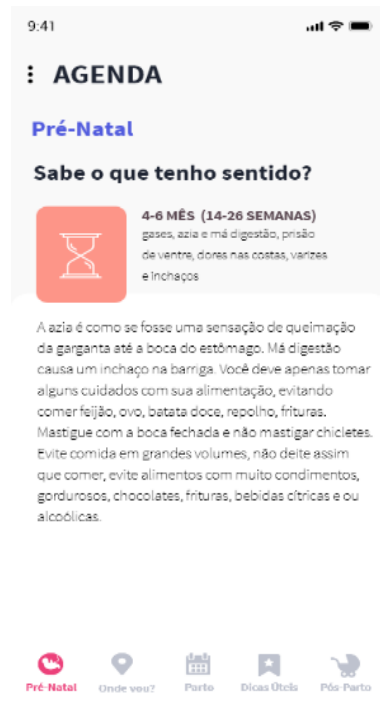 9:41
AGENDA
Pré-Natal
Sabe o que tenho sentido?
4-6 MÊS (14-26 SEMANAS)
gases, azia e má digestão, prisão
de ventre, dores nas costas, varizes
e inchaços
A azia é como se fosse uma sensação de queimação
da garganta até a boca do estômago. Má digestão
causa um inchaço na barriga. Você deve apenas tomar
alguns cuidados com sua alimentação, evitando
comer feijão, ovo, batata doce, repolho, frituras.
Mastigue com a boca fechada e não mastigar chicletes.
Evite comida em grandes volumes, não deite assim
que comer, evite alimentos com muito condimentos,
gordurosos, chocolates, frituras, bebidas cítricas e ou
alcoólicas.
Pré-Natal Onde vou? Parto Dicas Úteis Pós-Parto